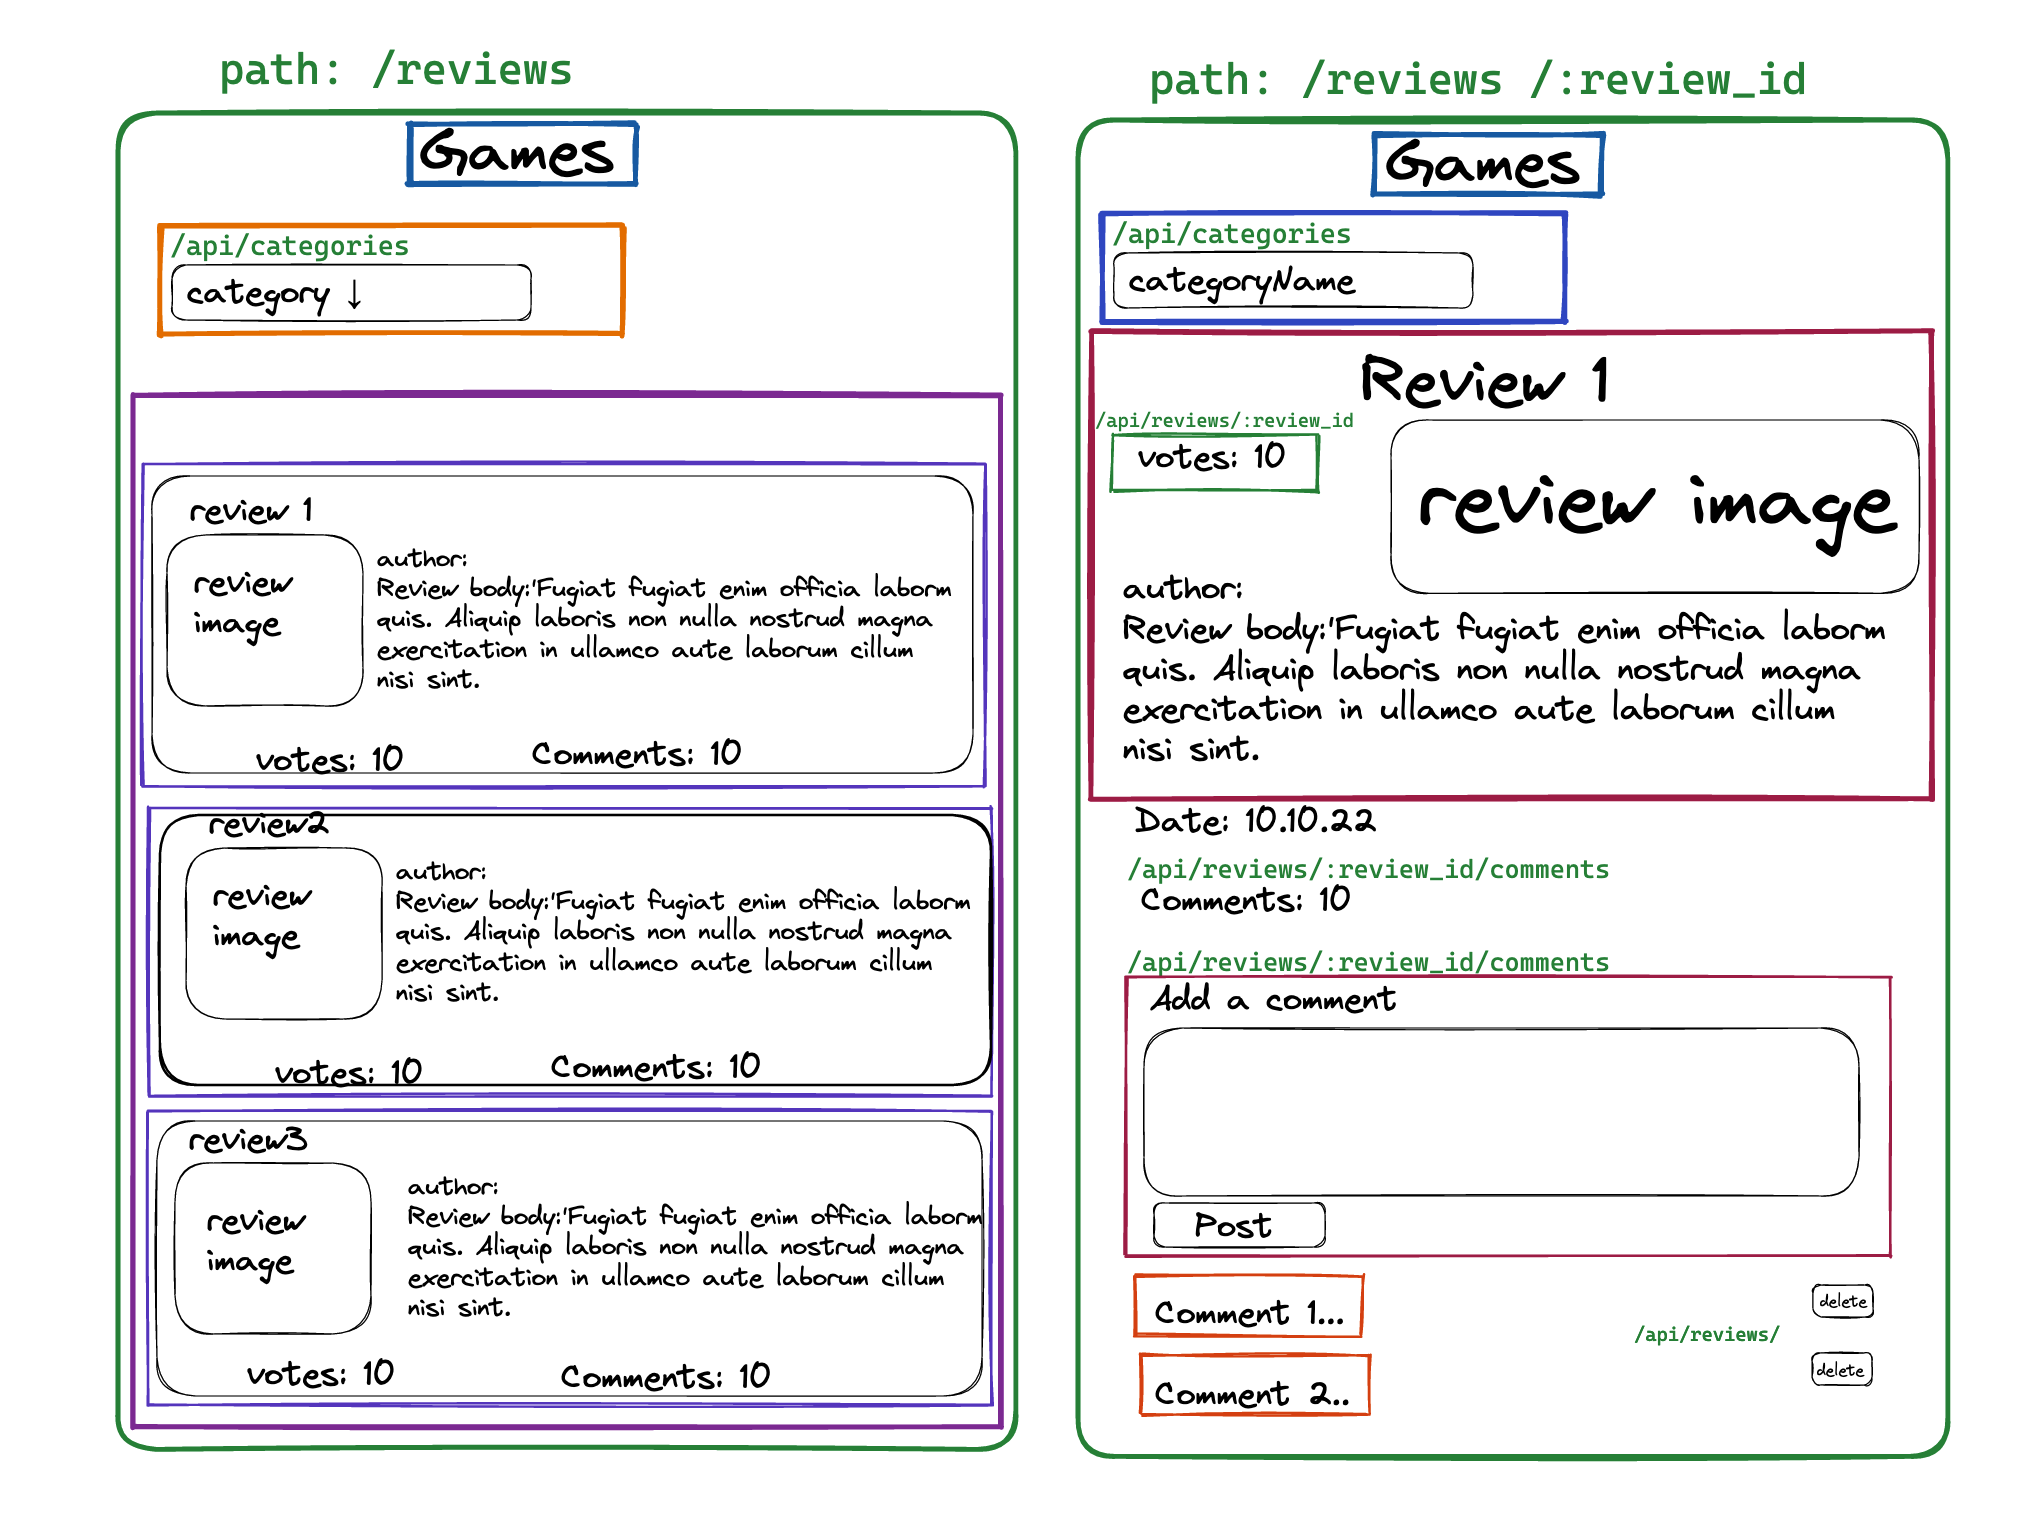 path: /reviews
Games
/api/categories
category ↓
review 1
review
image
author:
Review body:'Fugiat fugiat enim officia laborm
quis. Aliquip laboris non nulla nostrud magna
exercitation in ullamco aute laborum cillum
nisi sint.
votes: 10
Comments: 10
review2
review
image
author:
Review body:'Fugiat fugiat enim officia laborm
quis. Aliquip laboris non nulla nostrud magna
exercitation in ullamco aute laborum cillum
nisi sint.
votes: 10
Comments: 10
review3
review
image
author:
Review body:'Fugiat fugiat enim officia laborm
quis. Aliquip laboris non nulla nostrud magna
exercitation in ullamco aute laborum cillum
nisi sint.
votes: 10
Comments: 10
path: /reviews /:review_id
Games
/api/categories
categoryName
Review 1
/api/reviews/:review_id
votes: 10
review image
author:
Review body:'Fugiat fugiat enim officia laborm
quis. Aliquip laboris non nulla nostrud magna
exercitation in ullamco aute laborum cillum
nisi sint.
Date: 10.10.22
/api/reviews/:review_id/comments
Comments: 10
/api/reviews/:review_id/comments
Add a comment
Post
Comment 1...
delete
/api/reviews/
Comment 2..
delete